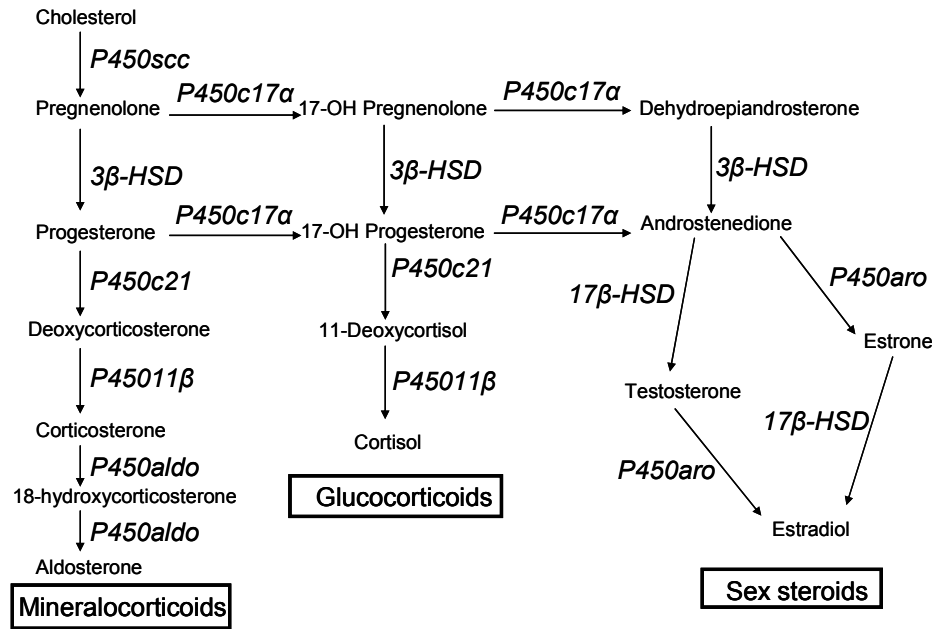 Cholesterol
P450scc
Pregnenolone
P450c17α
17-OH Pregnenolone
P450c17α
Dehydroepiandrosterone
3β-HSD
3β-HSD
3β-HSD
Progesterone
P450c17α
17-OH Progesterone
P450c17α
Androstenedione
P450c21
P450c21
17β-HSD
P450aro
Deoxycorticosterone
11-Deoxycortisol
Estrone
P45011β
P45011β
Testosterone
17β-HSD
Corticosterone
Cortisol
P450aldo
P450aro
18-hydroxycorticosterone
Glucocorticoids
P450aldo
Estradiol
Aldosterone
Mineralocorticoids
Sex steroids